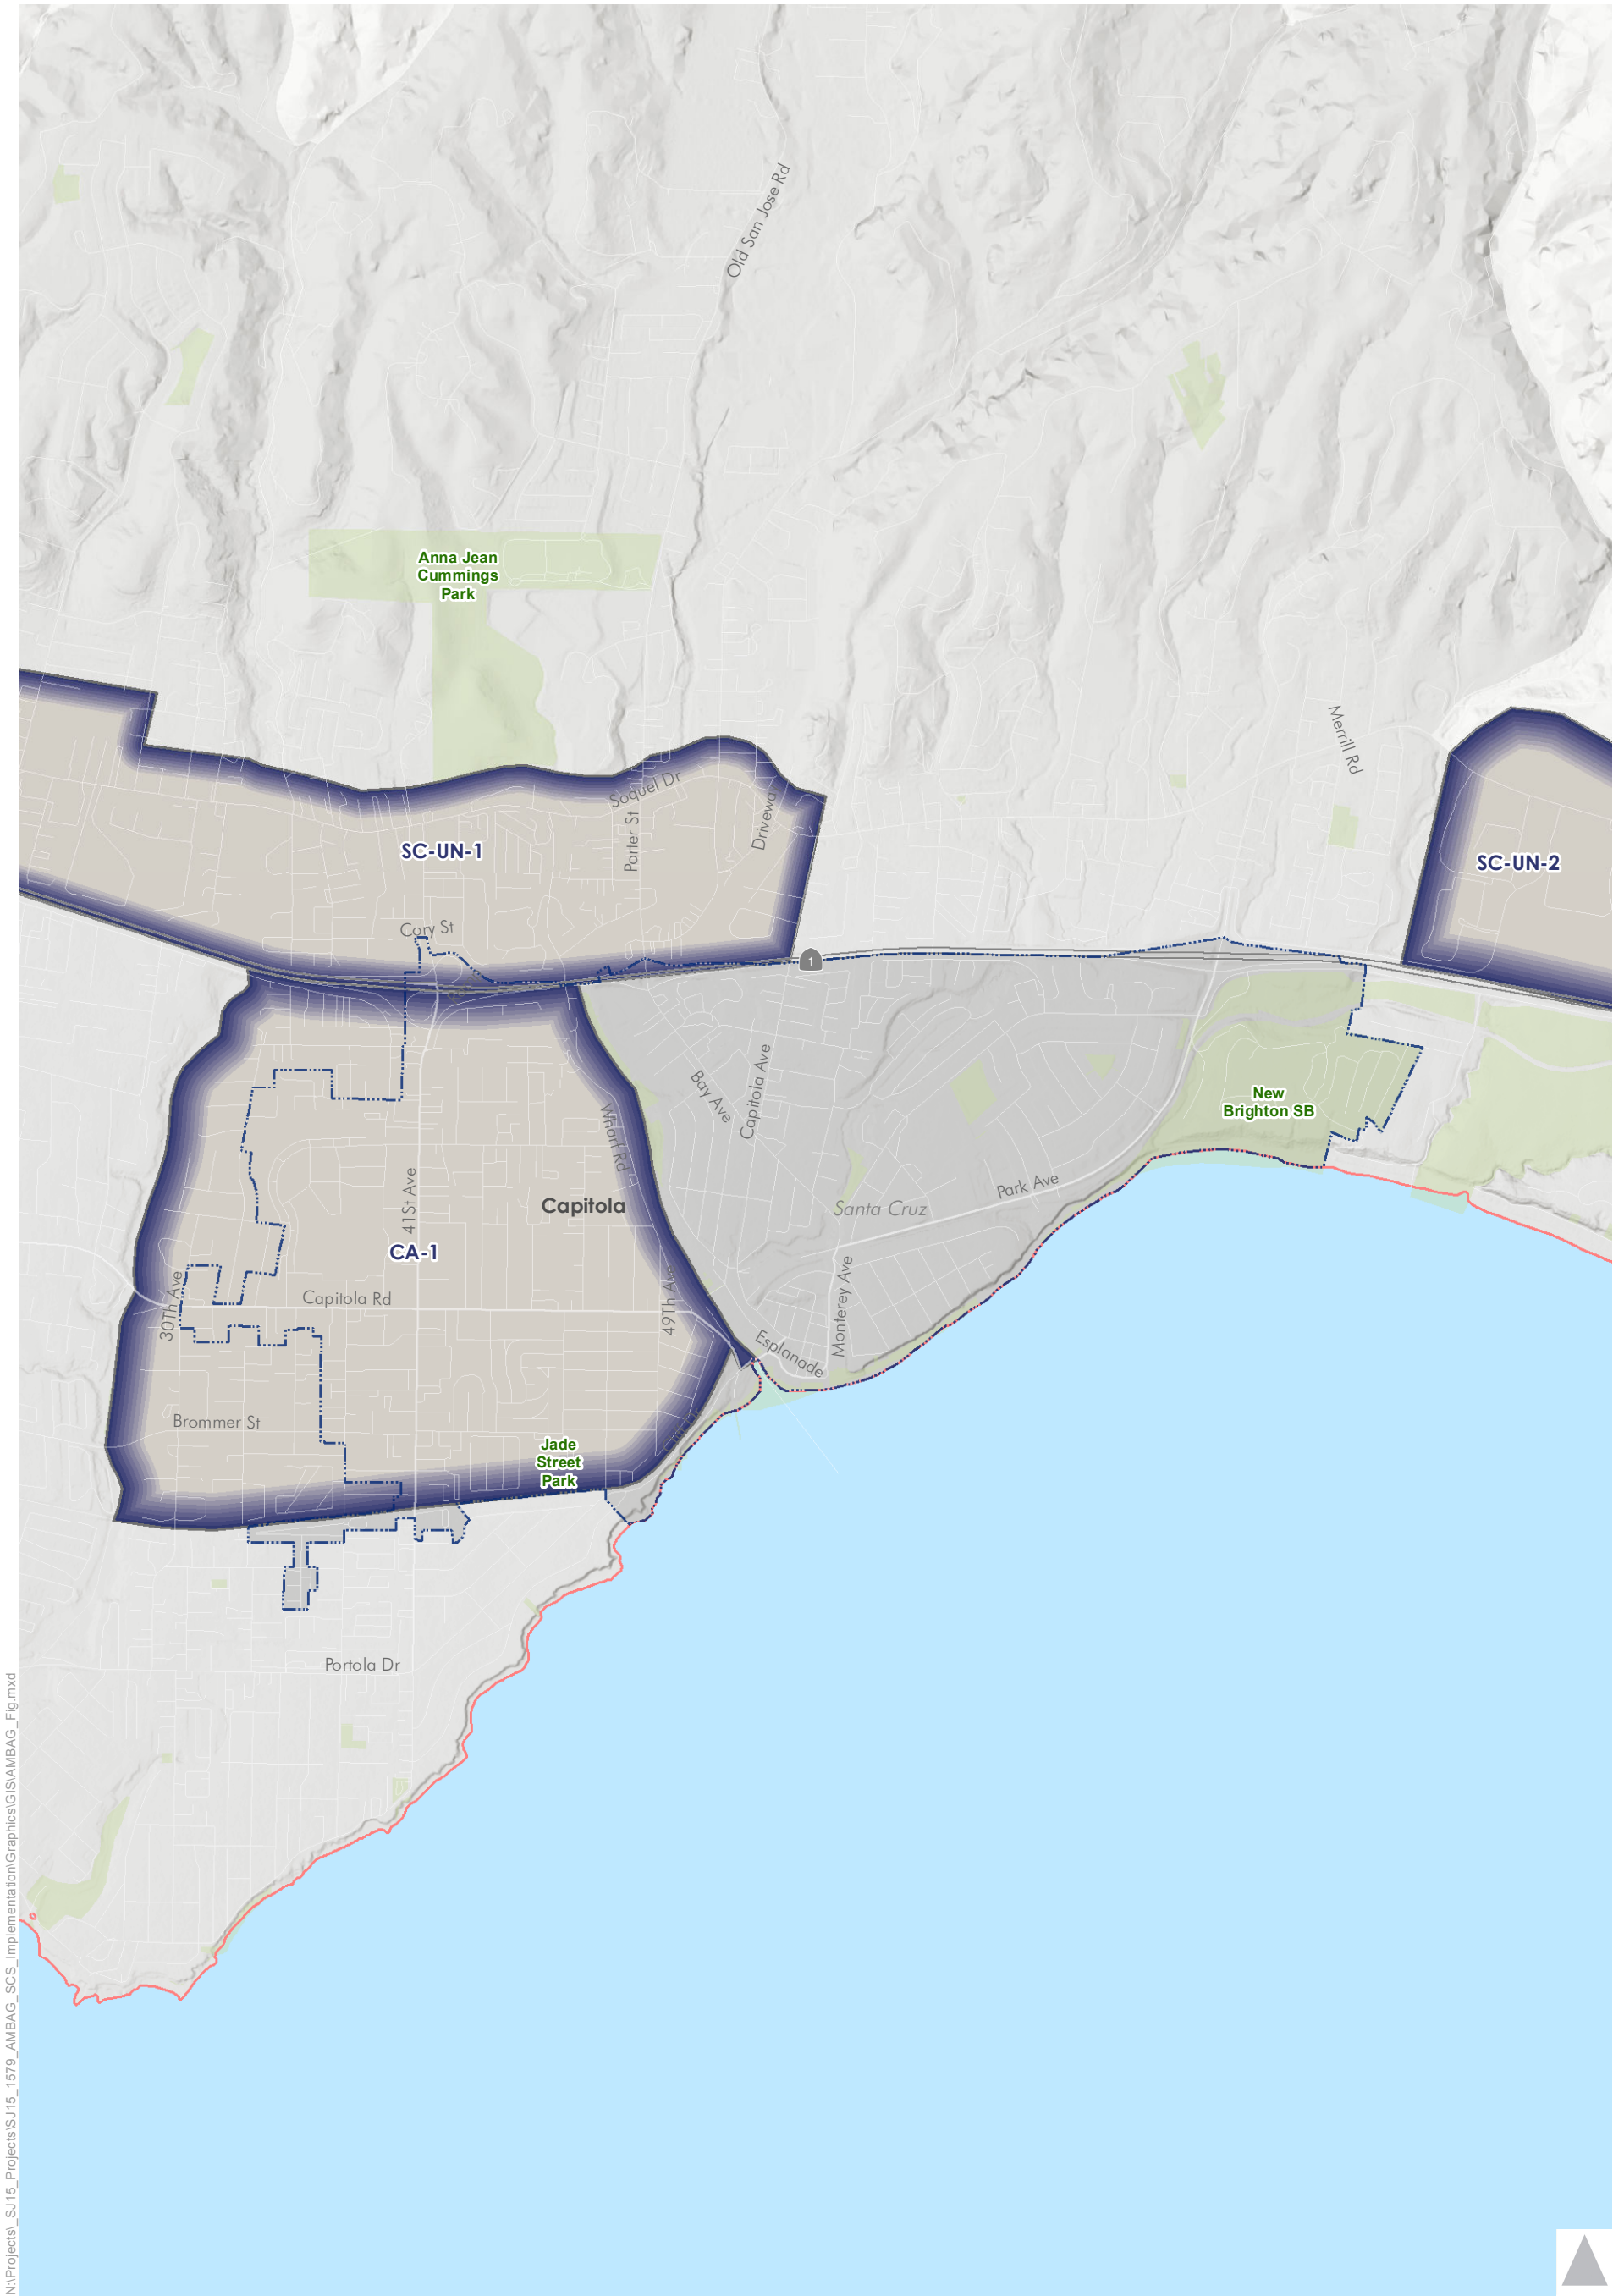 Old San Jose Rd
Anna Jean
Cummings
Park
Merrill Rd
Soquel Dr
Porter St
Driveway
SC-UN-1
SC-UN-2
Cory St
1
Bay Ave
Capitola Ave
New
Brighton SB
Wharf Rd
41St Ave
Capitola
Park Ave
Santa Cruz
CA-1
30Th Ave
Capitola Rd
49Th Ave
Monterey Ave
Esplanade
Brommer St
Jade
Street
Park
Portola Dr
N:\Projects\_SJ15_Projects\SJ15_1579_AMBAG_SCS_Implementation\Graphics\GIS\AMBAG_Fig.mxd